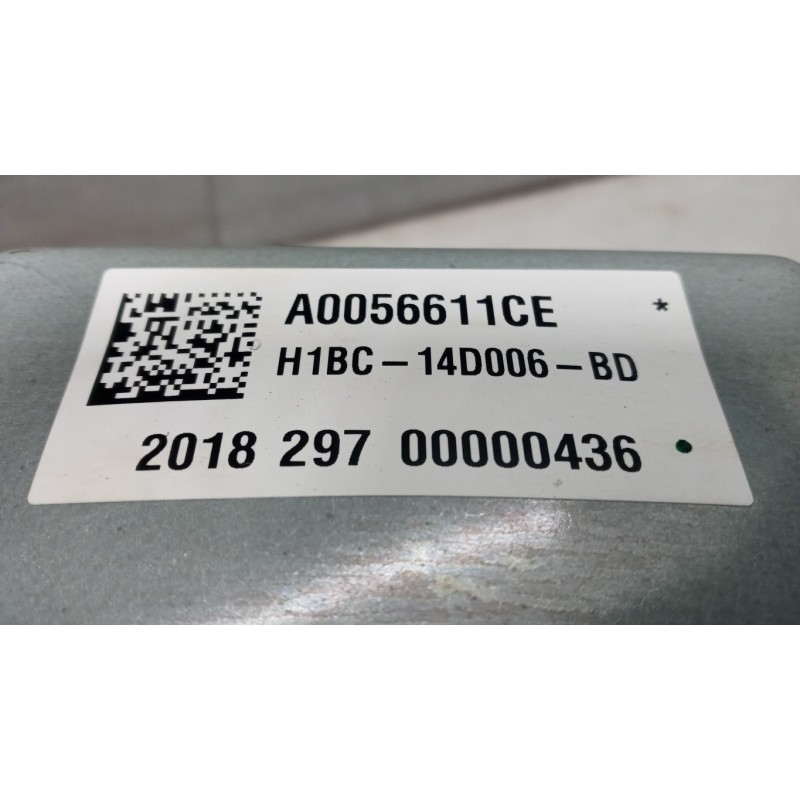 A0056611CE *
H1BC-14D006-BD
2018 297 00000436